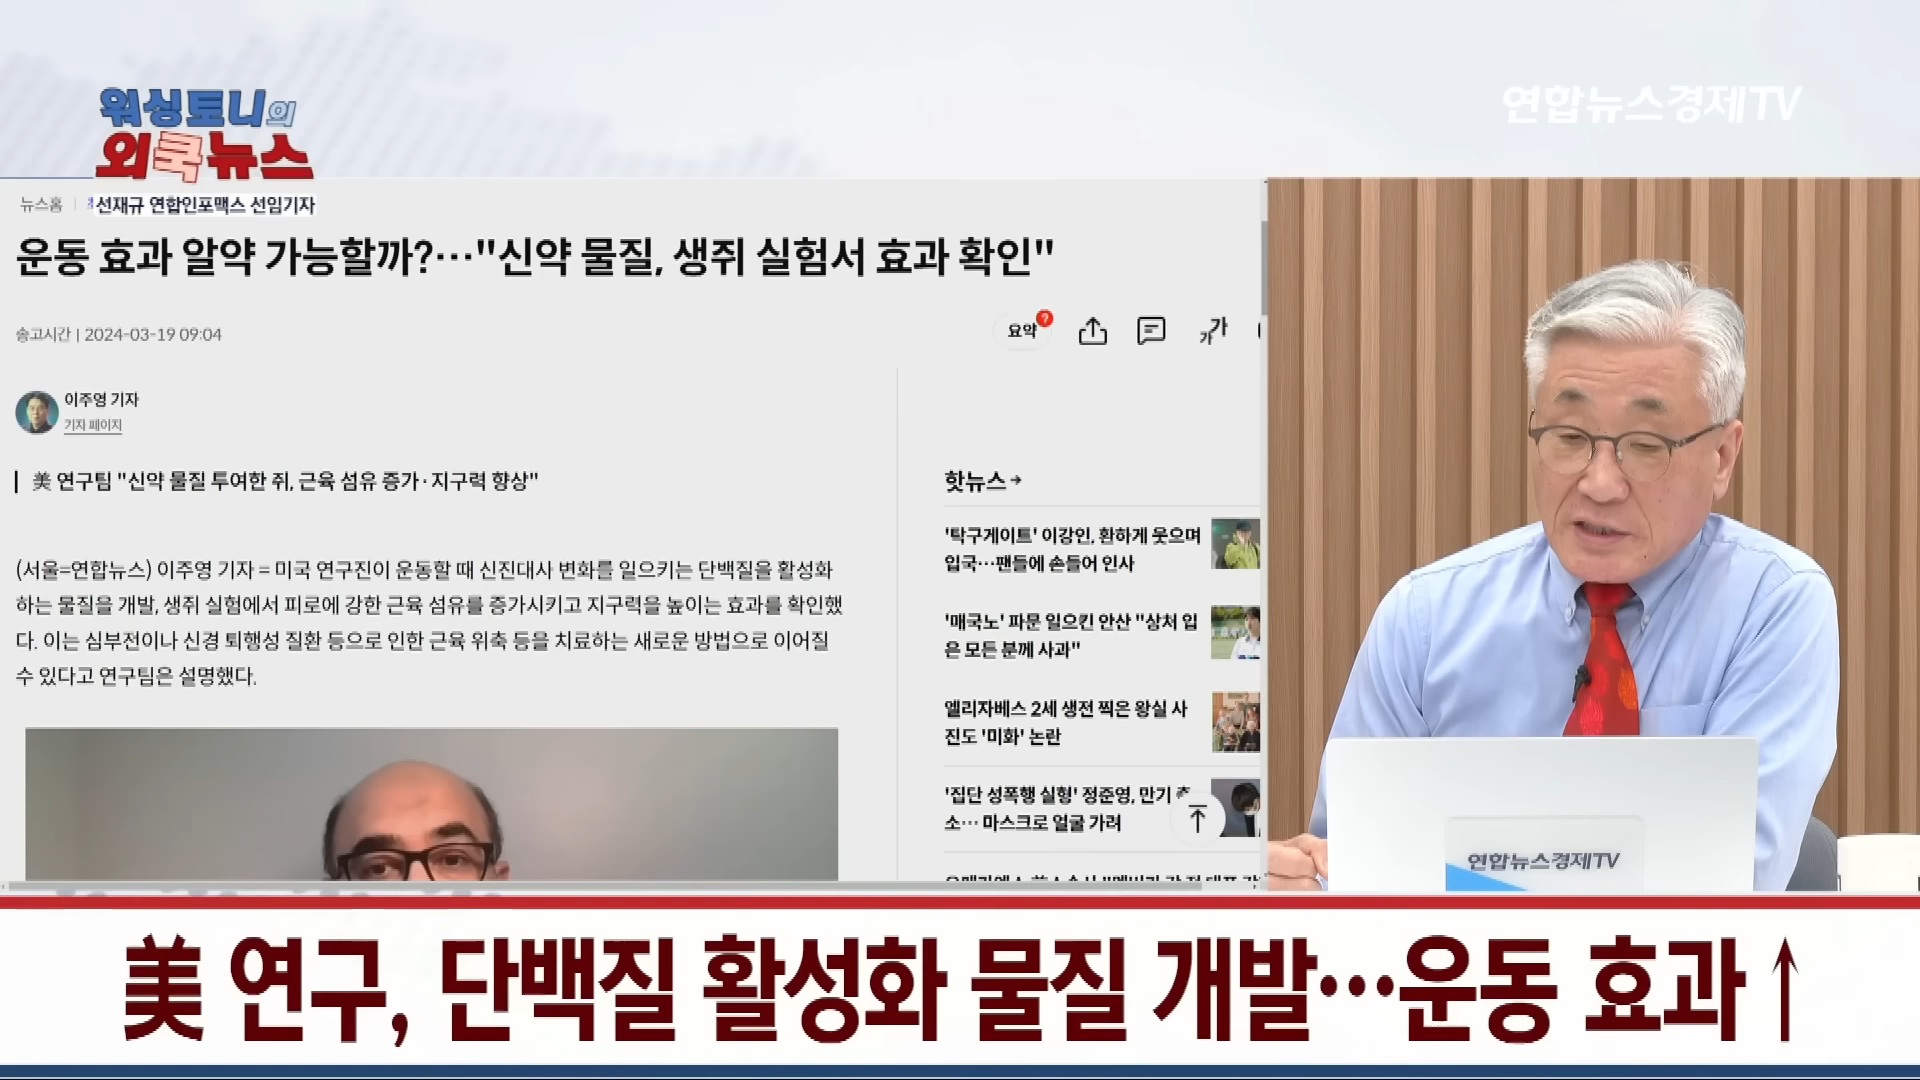 워싱토니의
외쿡뉴스
연합뉴스경제TV
뉴스홈
선재규 연합인포맥스 선임기자
운동 효과 알약 가능할까?…"신약 물질, 생쥐 실험서 효과 확인"
송고시간 | 2024-03-19 09:04
요약
?
가가
이주영 기자
기자 페이지
美 연구팀 "신약 물질 투여한 쥐, 근육 섬유 증가·지구력 향상"
(서울=연합뉴스) 이주영 기자 = 미국 연구진이 운동할 때 신진대사 변화를 일으키는 단백질을 활성화
하는 물질을 개발, 생쥐 실험에서 피로에 강한 근육 섬유를 증가시키고 지구력을 높이는 효과를 확인했
다. 이는 심부전이나 신경 퇴행성 질환 등으로 인한 근육 위축 등을 치료하는 새로운 방법으로 이어질
수 있다고 연구팀은 설명했다.
핫뉴스→
'탁구게이트' 이강인, 환하게 웃으며
입국…팬들에 손들어 인사
'매국노' 파문 일으킨 안산 "상처 입
은 모든 분께 사과"
엘리자베스 2세 생전 찍은 왕실 사
진도 '미화' 논란
'집단 성폭행 실형' 정준영, 만기
소… 마스크로 얼굴 가려
연합뉴스경제TV
美 연구, 단백질 활성화 물질 개발…운동 효과↑